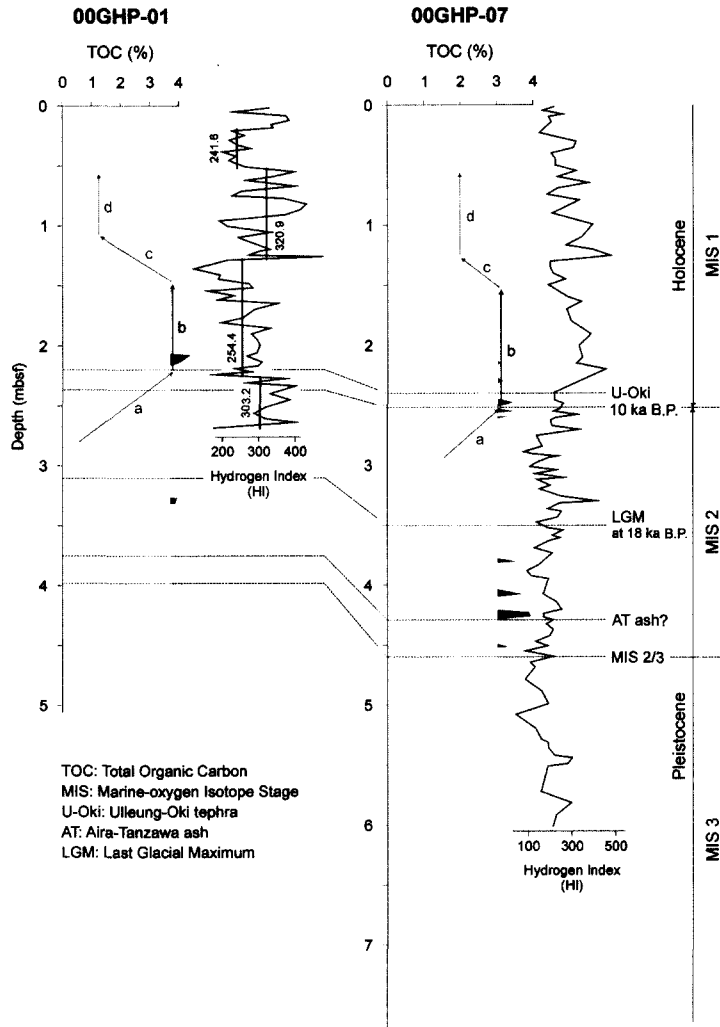 00GHP-01
00GHP-07
TOC (%)
TOC (%)
0 1 2 3 4
0 1 2 3 4
0
1
2
3
4
5
Depth (mbsf)
d
c
b
a
241.6
320.9
254.4
303.2
200 300 400
Hydrogen Index
(HI)
0
1
2
3
4
5
6
7
d
c
b
a
U-Oki
10 ka B.P.
LGM
at 18 ka B.P.
AT ash?
MIS 2/3
100 300 500
Hydrogen Index
(HI)
Holocene
Pleistocene
MIS 1
MIS 2
MIS 3
TOC: Total Organic Carbon
MIS: Marine-oxygen Isotope Stage
U-Oki: Ulleung-Oki tephra
AT: Aira-Tanzawa ash
LGM: Last Glacial Maximum